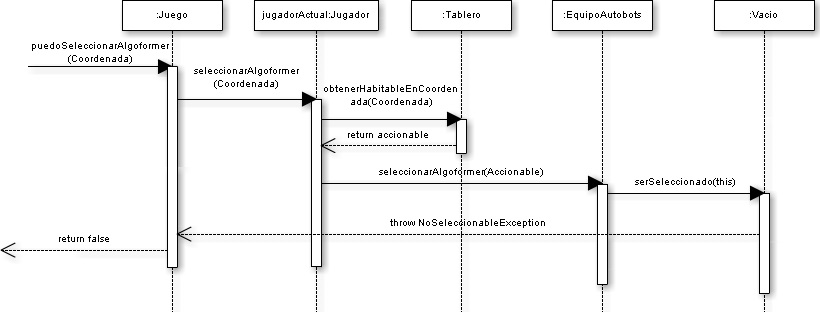 :Juego
jugadorActual:Jugador
:Tablero
:EquipoAutobots
:Vacio
puedoSeleccionarAlgoformer
(Coordenada)
seleccionarAlgoformer
(Coordenada)
obtenerHabitableEnCoorden
ada(Coordenada)
return accionable
seleccionarAlgoformer(Accionable)
serSeleccionado(this)
throw NoSeleccionableException
return false